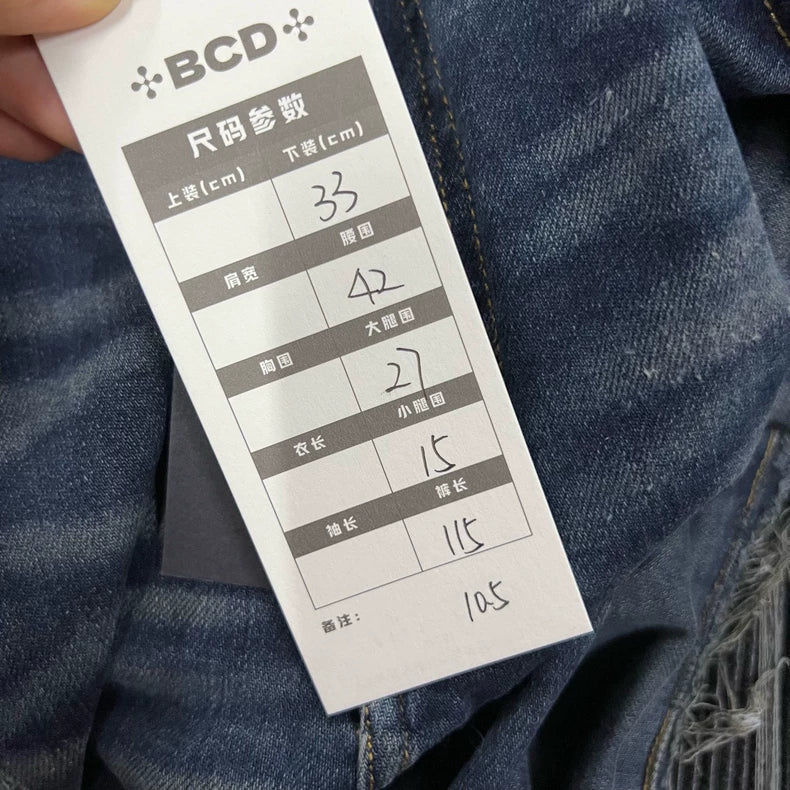 BCD
尺码参数
上装(cm) 下装(cm)
33
肩宽 腰围
42
胸围 大腿围
27
衣长 小腿围
15
袖长 裤长
115
备注: 105